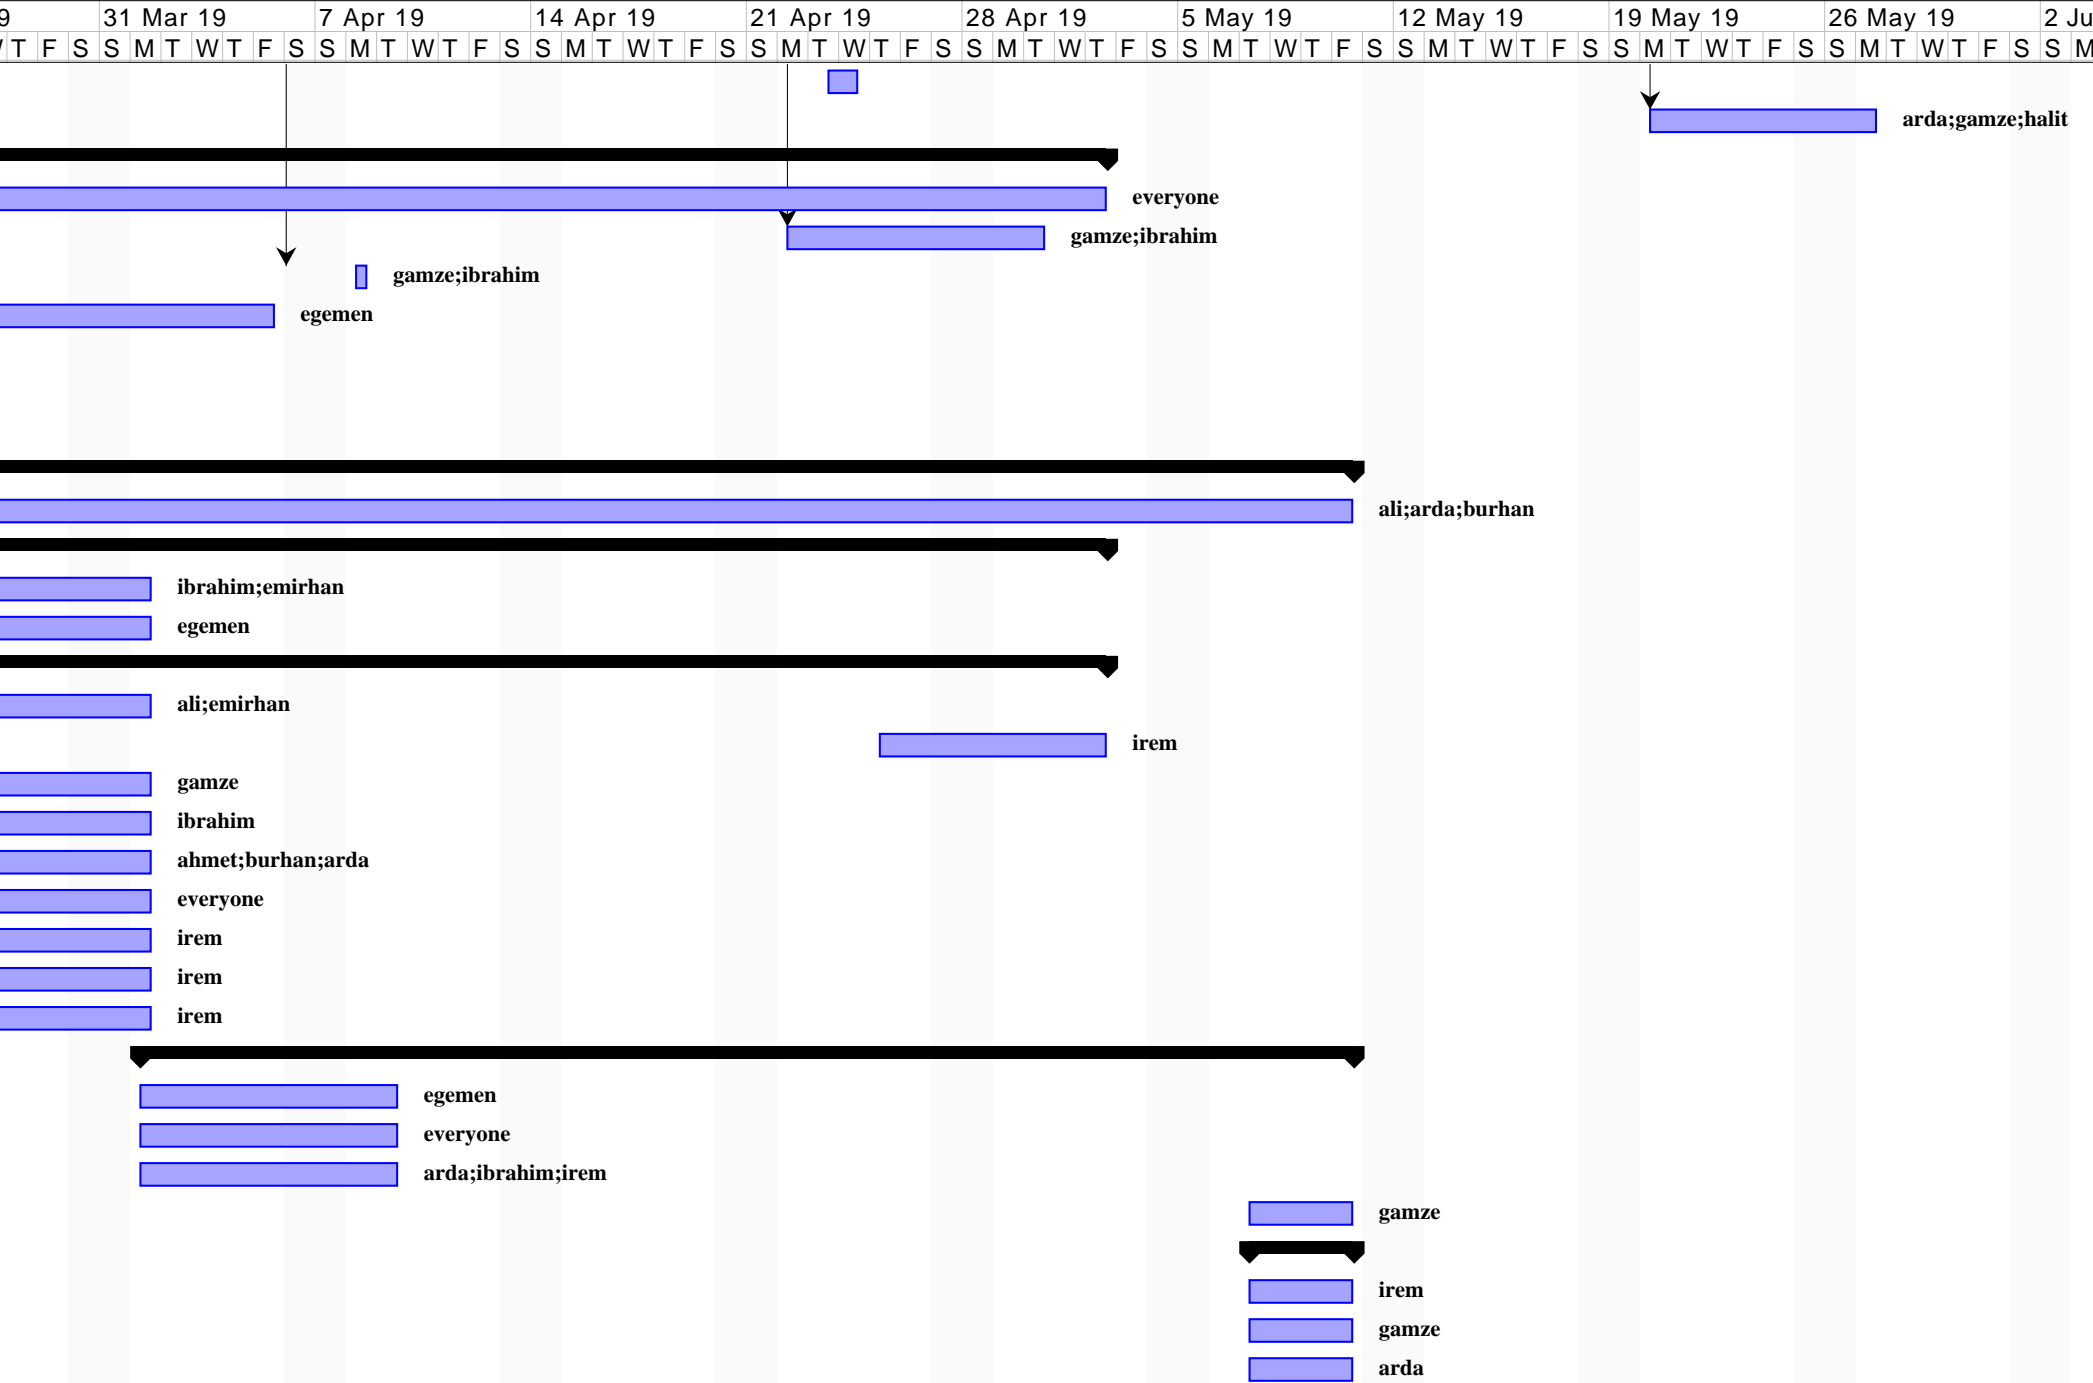 9 31 Mar 19 7 Apr 19 14 Apr 19 21 Apr 19 28 Apr 19 5 May 19 12 May 19 19 May 19 26 May 19 2 Ju
T F S S M T W T F S S M T W T F S S M T W T F S S M T W T F S S M T W T F S S M T W T F S S M T W T F S S M T W T F S S M T W T F S S M
arda;gamze;halit
everyone
gamze;ibrahim
gamze;ibrahim
egemen
ali;arda;burhan
ibrahim;emirhan
egemen
ali;emirhan
irem
gamze
ibrahim
ahmet;burhan;arda
everyone
irem
irem
irem
egemen
everyone
arda;ibrahim;irem
gamze
irem
gamze
arda